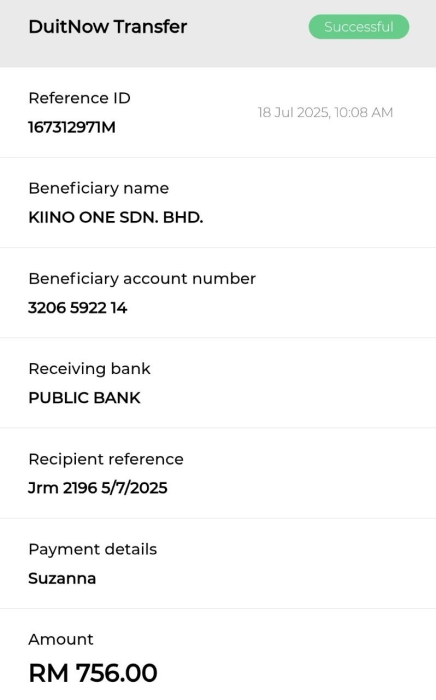 DuitNow Transfer
Successful
Reference ID
18 Jul 2025, 10:08 AM
167312971M
Beneficiary name
KIINO ONE SDN. BHD.
Beneficiary account number
3206 5922 14
Receiving bank
PUBLIC BANK
Recipient reference
Jrm 2196 5/7/2025
Payment details
Suzanna
Amount
RM 756.00